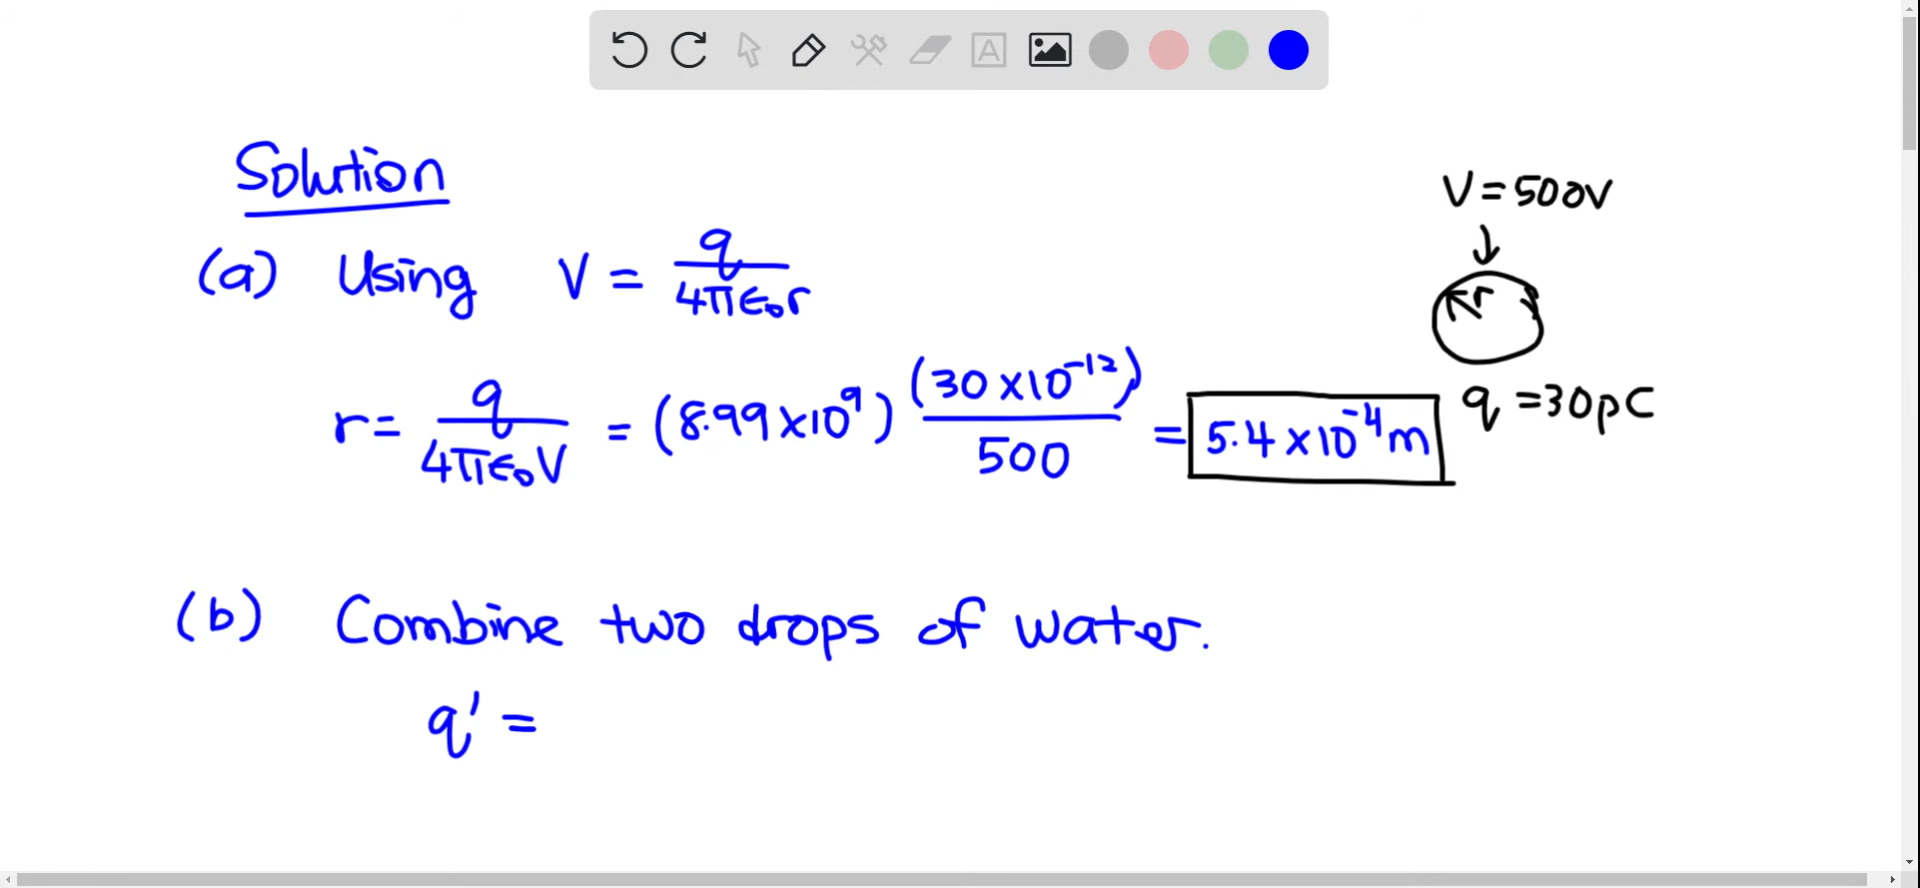 Solution
V = 500V
(a) Using V = q / 4πε₀r
r
r = q / 4πε₀V = (8.99 × 10⁹) (30 × 10⁻¹²) / 500 = 5.4 × 10⁻⁴ m
q = 30pC
(b) Combine two drops of water.
q' =